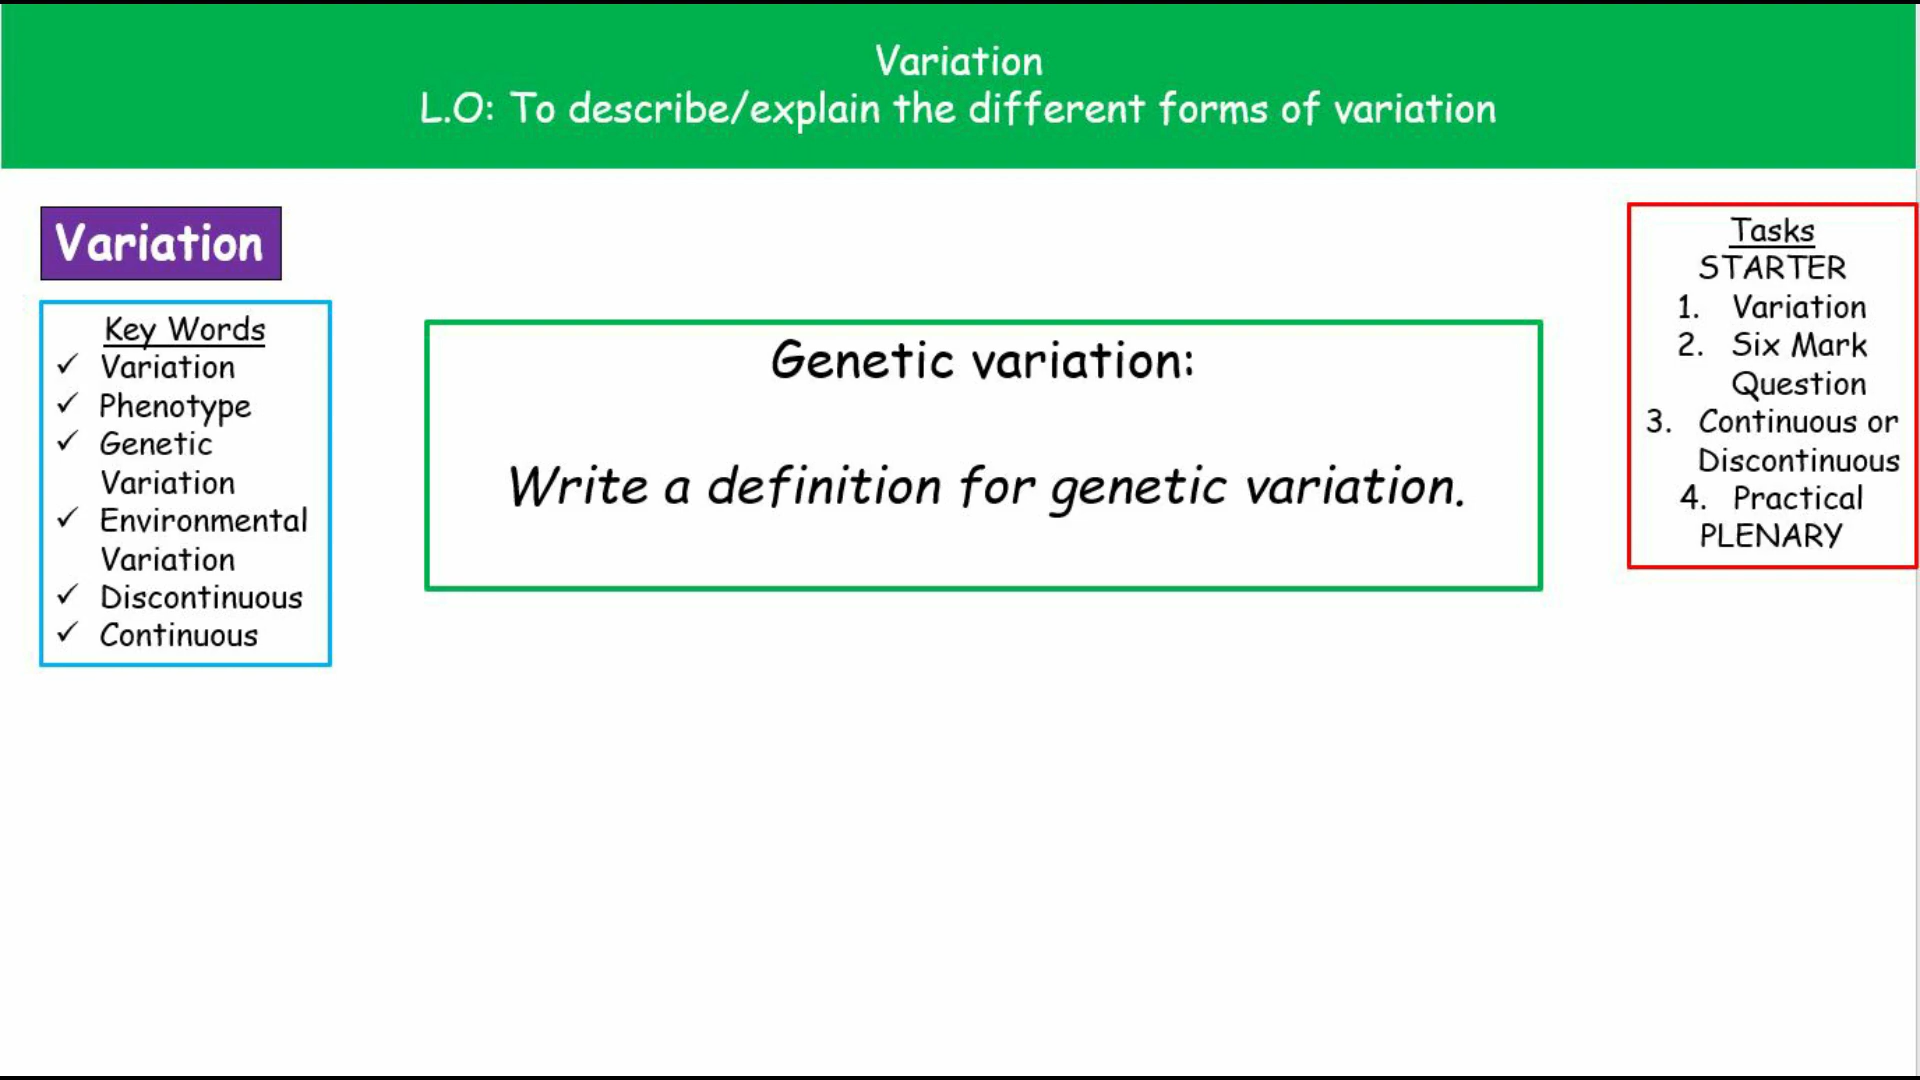 Variation
L.O: To describe/explain the different forms of variation
Variation
Key Words
✓ Variation
✓ Phenotype
✓ Genetic
Variation
✓ Environmental
Variation
✓ Discontinuous
✓ Continuous
Genetic variation:
Write a definition for genetic variation.
Tasks
STARTER
1. Variation
2. Six Mark
Question
3. Continuous or
Discontinuous
4. Practical
PLENARY